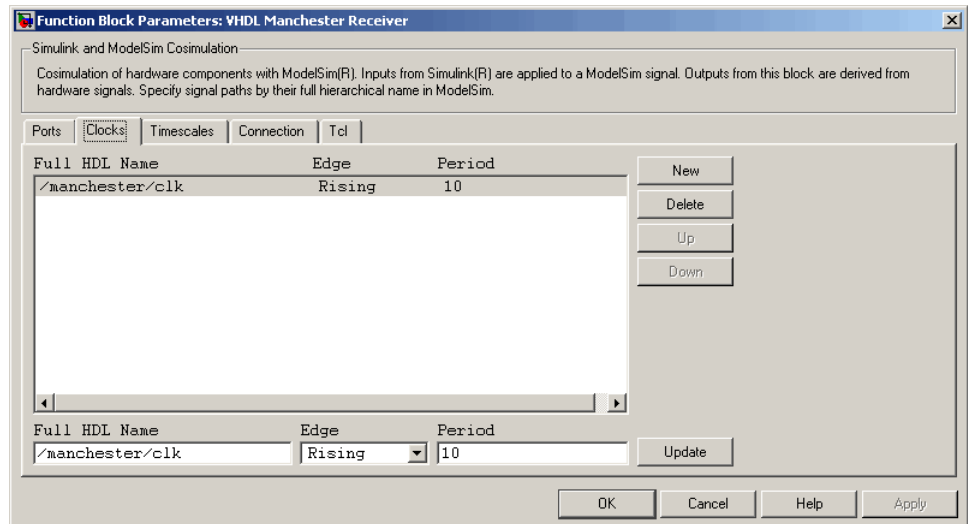 Function Block Parameters: VHDL Manchester Receiver
Simulink and ModelSim Cosimulation
Cosimulation of hardware components with ModelSim(R). Inputs from Simulink(R) are applied to a ModelSim signal. Outputs from this block are derived from
hardware signals. Specify signal paths by their full hierarchical name in ModelSim.
Ports Clocks Timescales Connection Tcl
Full HDL Name Edge Period
/manchester/clk Rising 10
New
Delete
Up
Down
Full HDL Name Edge Period
/manchester/clk Rising 10 Update
OK Cancel Help Apply